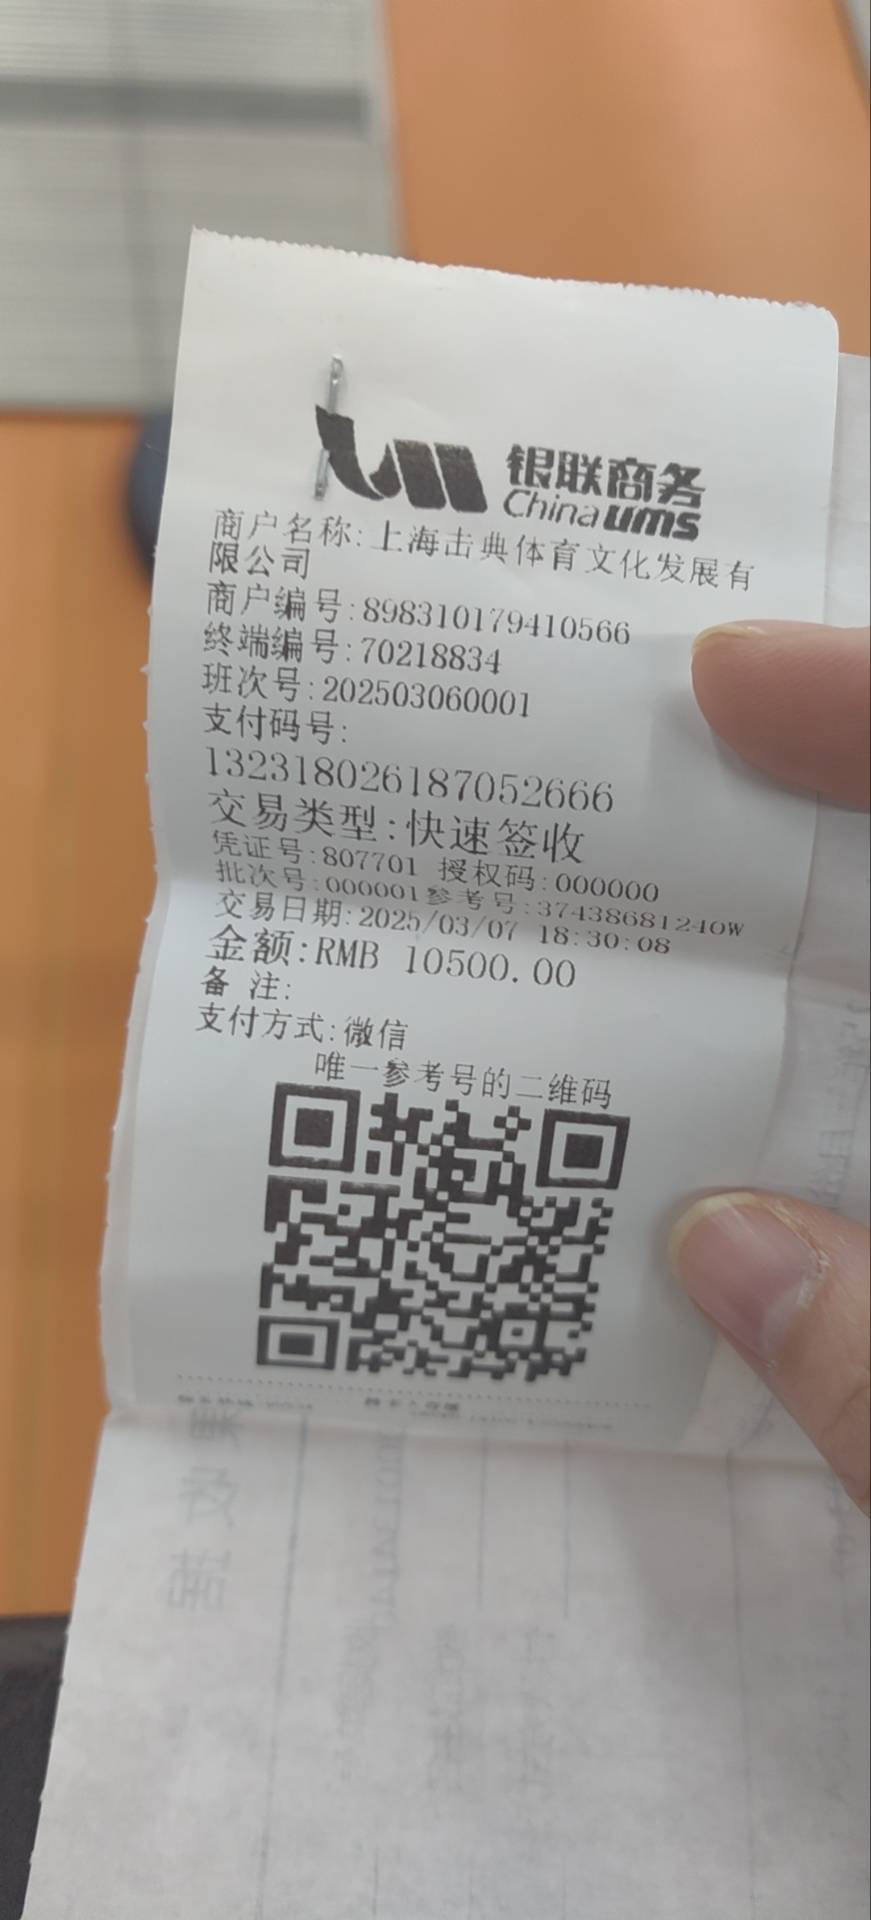 银联商务
China ums
商户名称:上海击典体育文化发展有
限公司
商户编号:898310179410566
终端编号:70218834
班次号:202503060001
支付码号:
132318026187052666
交易类型:快速签收
凭证号:807701 授权码:000000
批次号:000001参考号:37438681240W
交易日期:2025/03/07 18:30:08
金额:RMB 10500.00
备 注:
支付方式:微信
唯一参考号的二维码